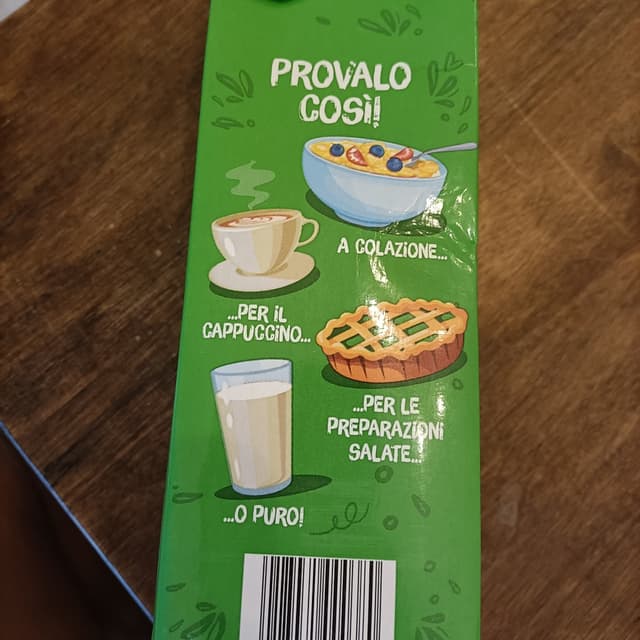 PROVALO
COSÌ!
A COLAZIONE...
...PER IL
CAPPUCCINO...
...PER LE
PREPARAZIONI
SALATE...
...O PURO!